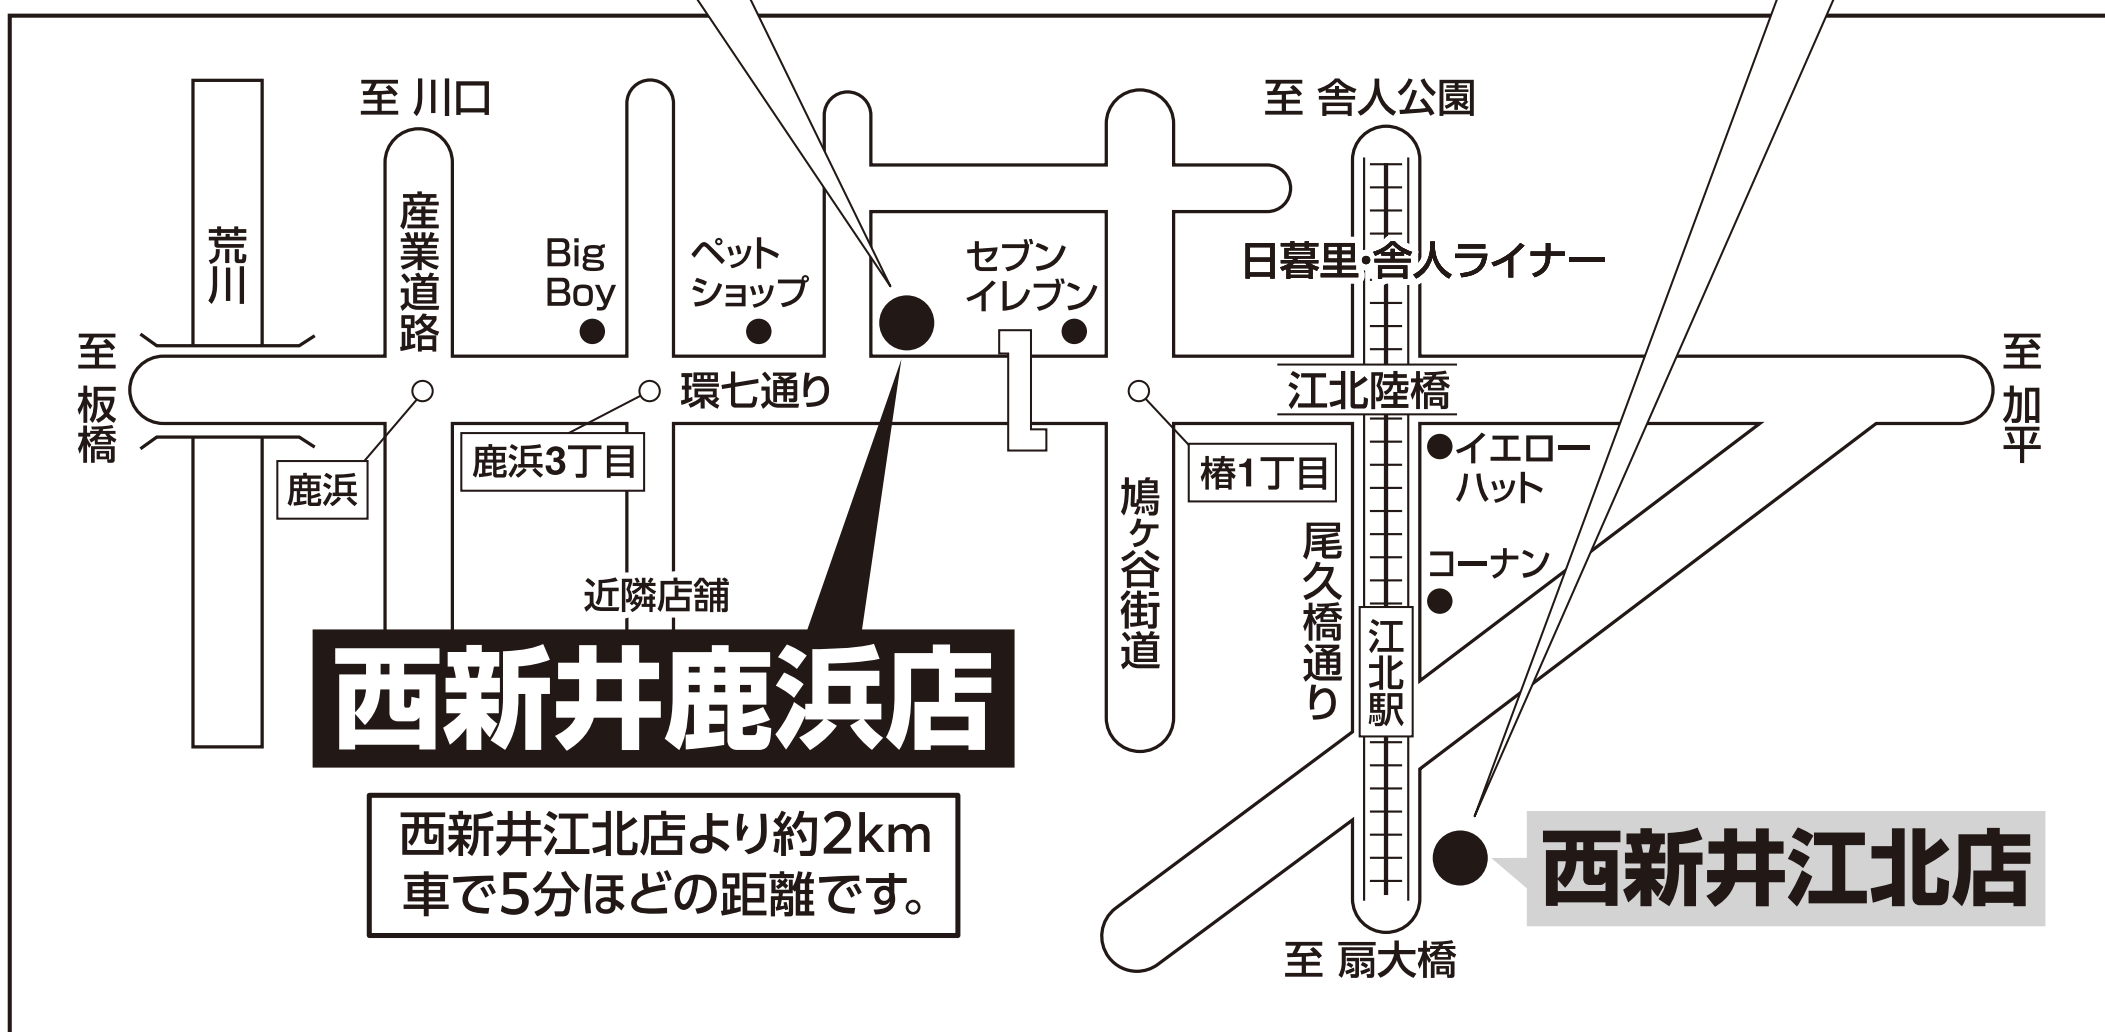 至 川口
至 舎人公園
荒川
産業道路
Big
Boy
ペット
ショップ
セブン
イレブン
日暮里・舎人ライナー
至 板橋
至 加平
環七通り
江北陸橋
鹿浜
鹿浜3丁目
椿1丁目
イエロー
ハット
鳩ヶ谷街道
尾久橋通り
コーナン
近隣店舗
江北駅
西新井鹿浜店
西新井江北店より約2km
車で5分ほどの距離です。
西新井江北店
至 扇大橋